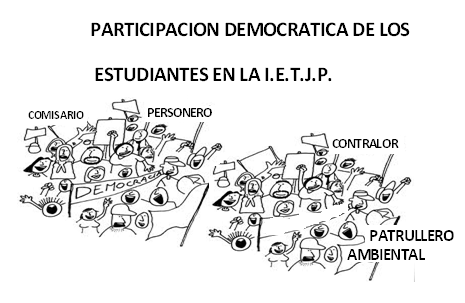 PARTICIPACION DEMOCRATICA DE LOS
ESTUDIANTES EN LA I.E.T.J.P.
COMISARIO
PERSONERO
DEMOCRACIA
CONTRALOR
PATRULLERO
AMBIENTAL